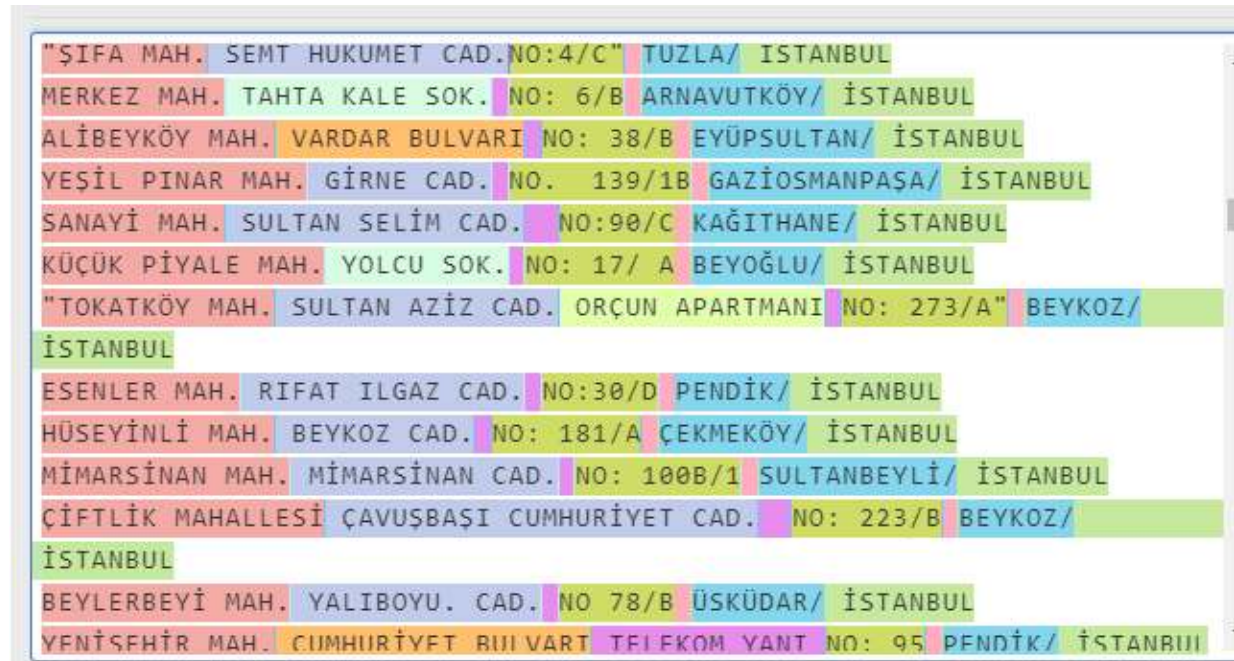 "ŞIFA MAH. SEMT HUKUMET CAD.NO:4/C" TUZLA/ ISTANBUL
MERKEZ MAH. TAHTA KALE SOK. NO: 6/B ARNAVUTKÖY/ İSTANBUL
ALİBEYKÖY MAH. VARDAR BULVARI NO: 38/B EYÜPSULTAN/ İSTANBUL
YEŞİL PINAR MAH. GİRNE CAD. NO.  139/1B GAZİOSMANPAŞA/ İSTANBUL
SANAYİ MAH. SULTAN SELİM CAD.  NO:90/C KAĞITHANE/ İSTANBUL
KÜÇÜK PİYALE MAH. YOLCU SOK. NO: 17/ A BEYOĞLU/ İSTANBUL
"TOKATKÖY MAH. SULTAN AZİZ CAD. ORÇUN APARTMANI NO: 273/A" BEYKOZ/
İSTANBUL
ESENLER MAH. RIFAT ILGAZ CAD. NO:30/D PENDİK/ İSTANBUL
HÜSEYİNLİ MAH. BEYKOZ CAD. NO: 181/A ÇEKMEKÖY/ İSTANBUL
MİMARSİNAN MAH. MİMARSİNAN CAD. NO: 100B/1 SULTANBEYLİ/ İSTANBUL
ÇİFTLİK MAHALLESİ ÇAVUŞBAŞI CUMHURİYET CAD.  NO: 223/B BEYKOZ/
İSTANBUL
BEYLERBEYİ MAH. YALIBOYU. CAD. NO 78/B ÜSKÜDAR/ İSTANBUL
YENİSEHİR MAH. CUMHURİYET BULVARI TELEKOM YANI NO: 95 PENDİK/ İSTANBUL